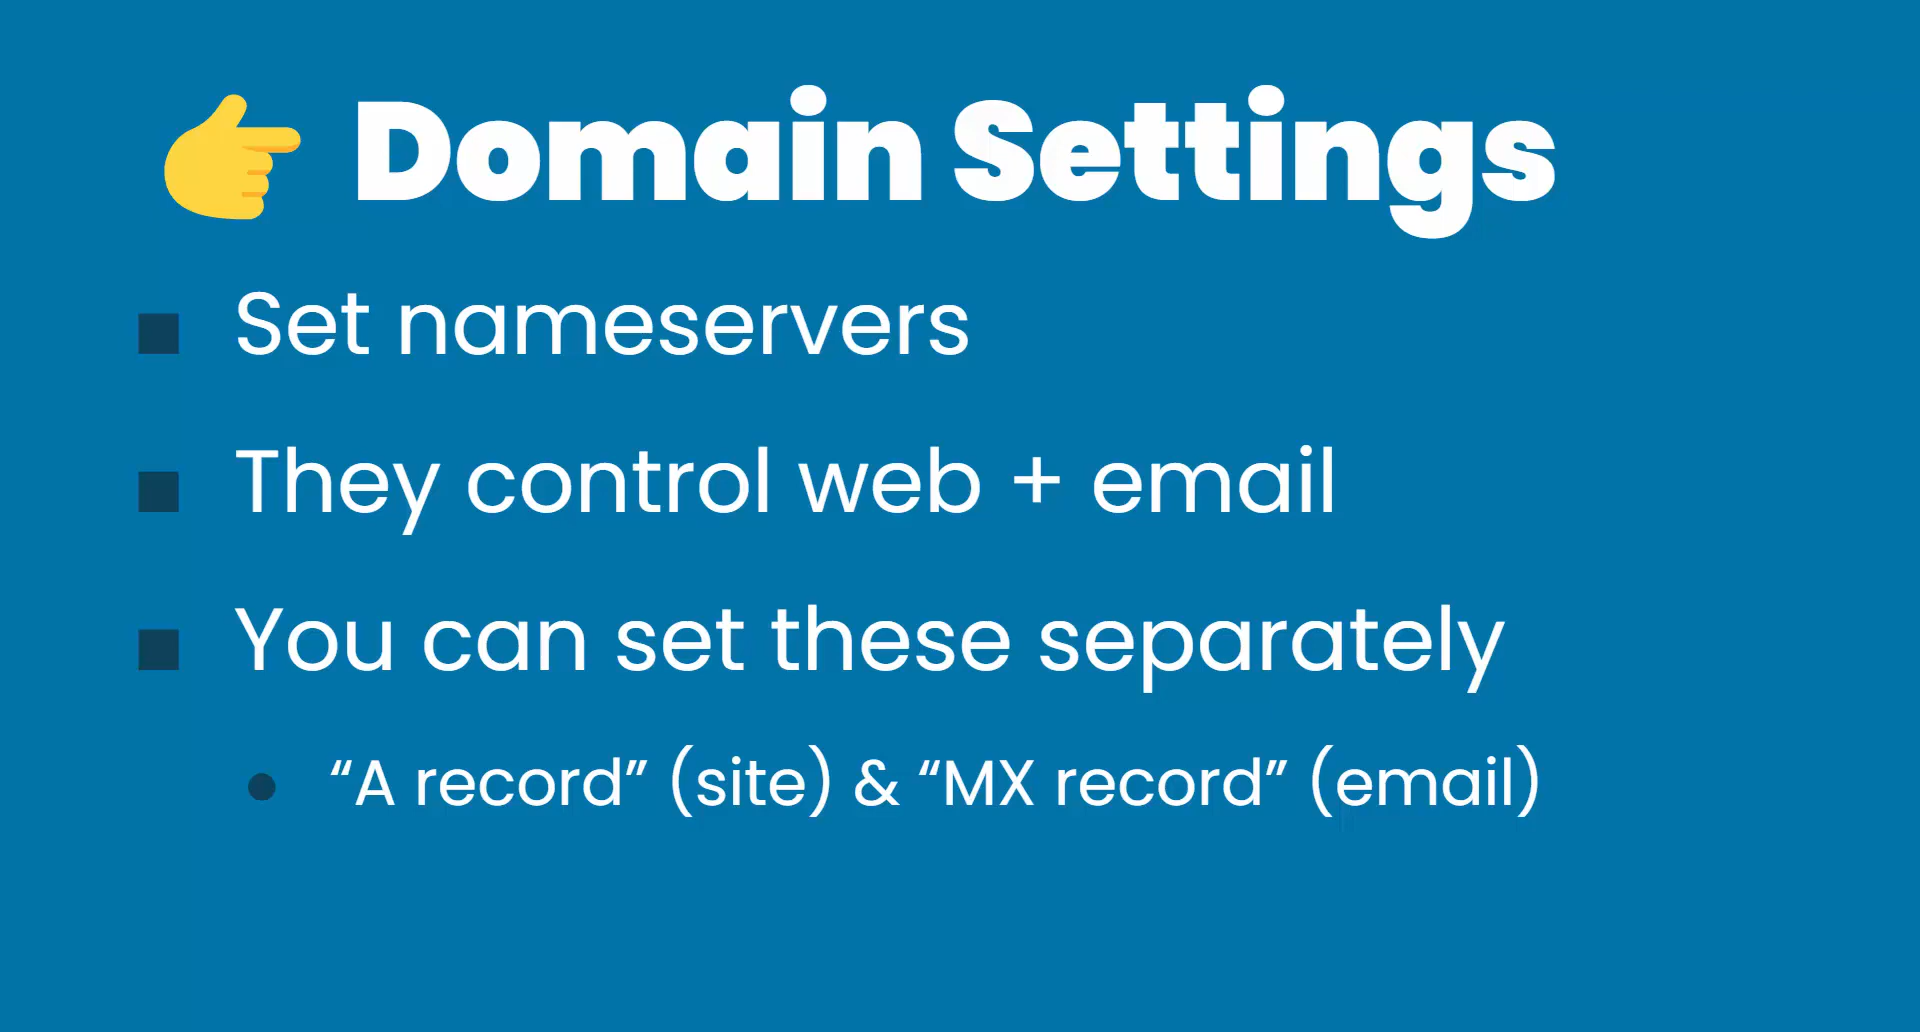 👉 Domain Settings
■ Set nameservers
■ They control web + email
■ You can set these separately
● “A record” (site) & “MX record” (email)